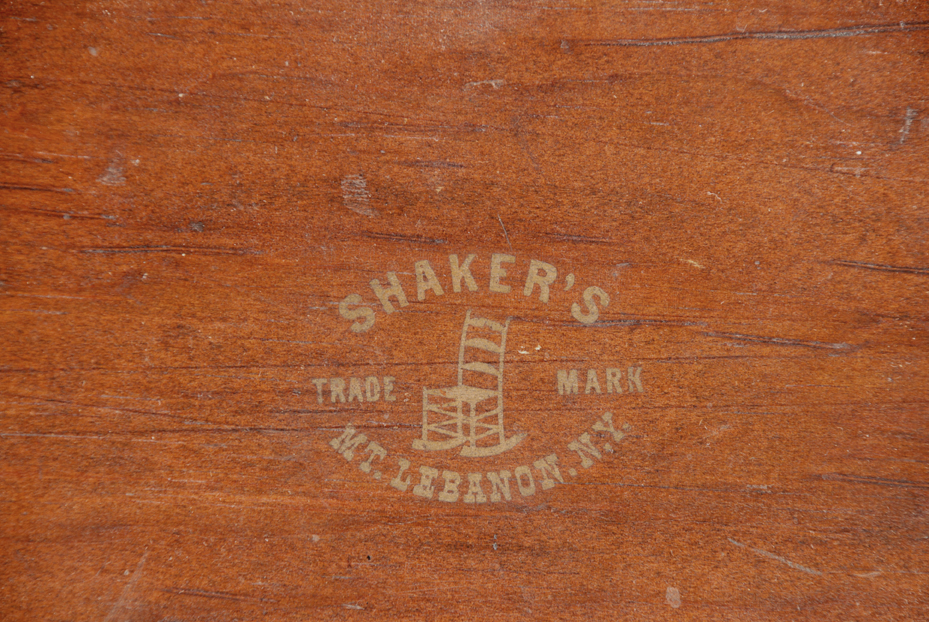 SHAKER'S
TRADE MARK
MT. LEBANON. N.Y.